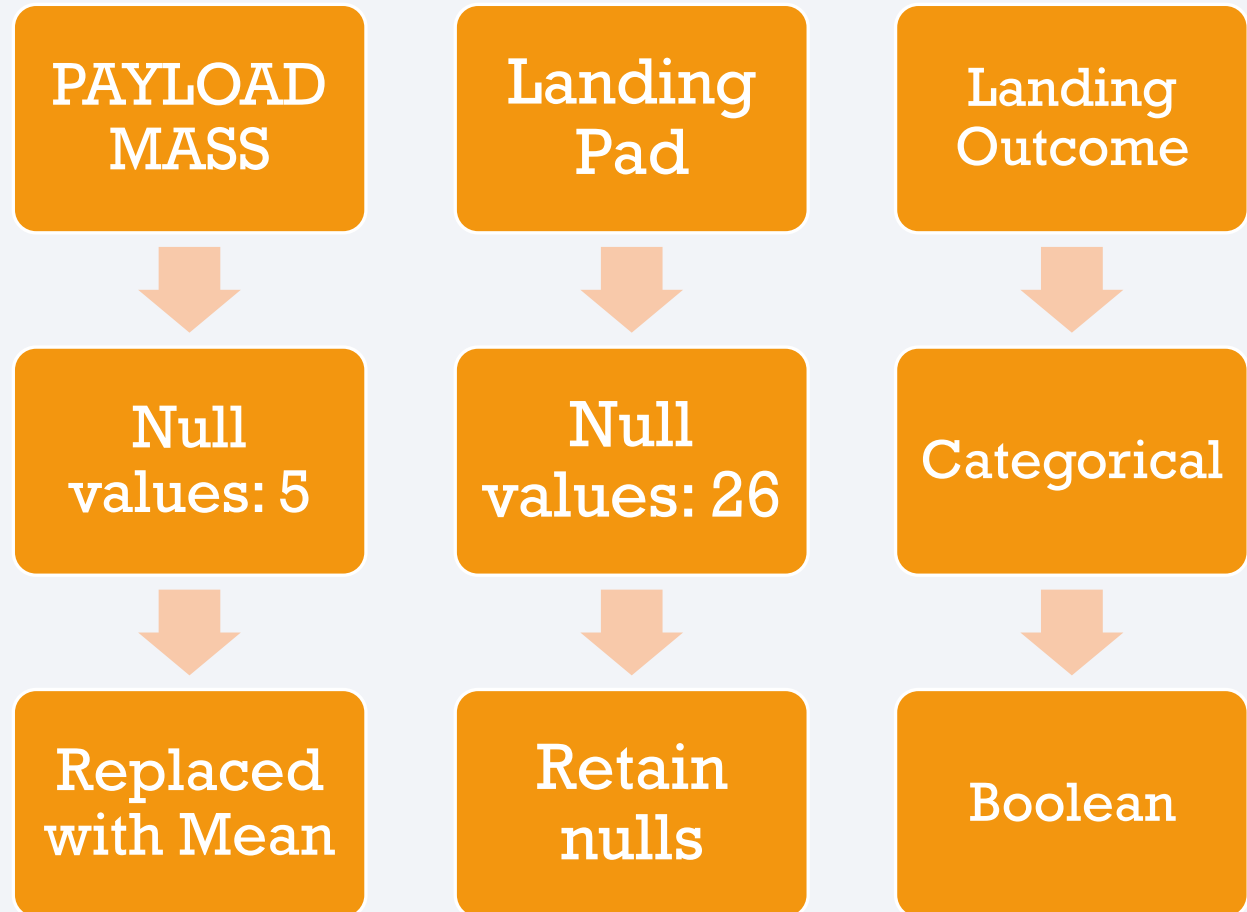 PAYLOAD
MASS
Null
values: 5
Replaced
with Mean
Landing
Pad
Null
values: 26
Retain
nulls
Landing
Outcome
Categorical
Boolean